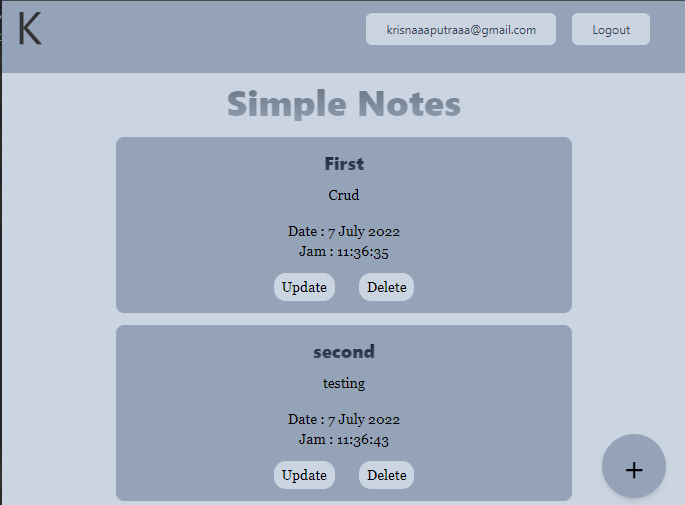 K
krisnaaaputraaa@gmail.com
Logout
Simple Notes
First
Crud
Date : 7 July 2022
Jam : 11:36:35
Update
Delete
second
testing
Date : 7 July 2022
Jam : 11:36:43
Update
Delete
+